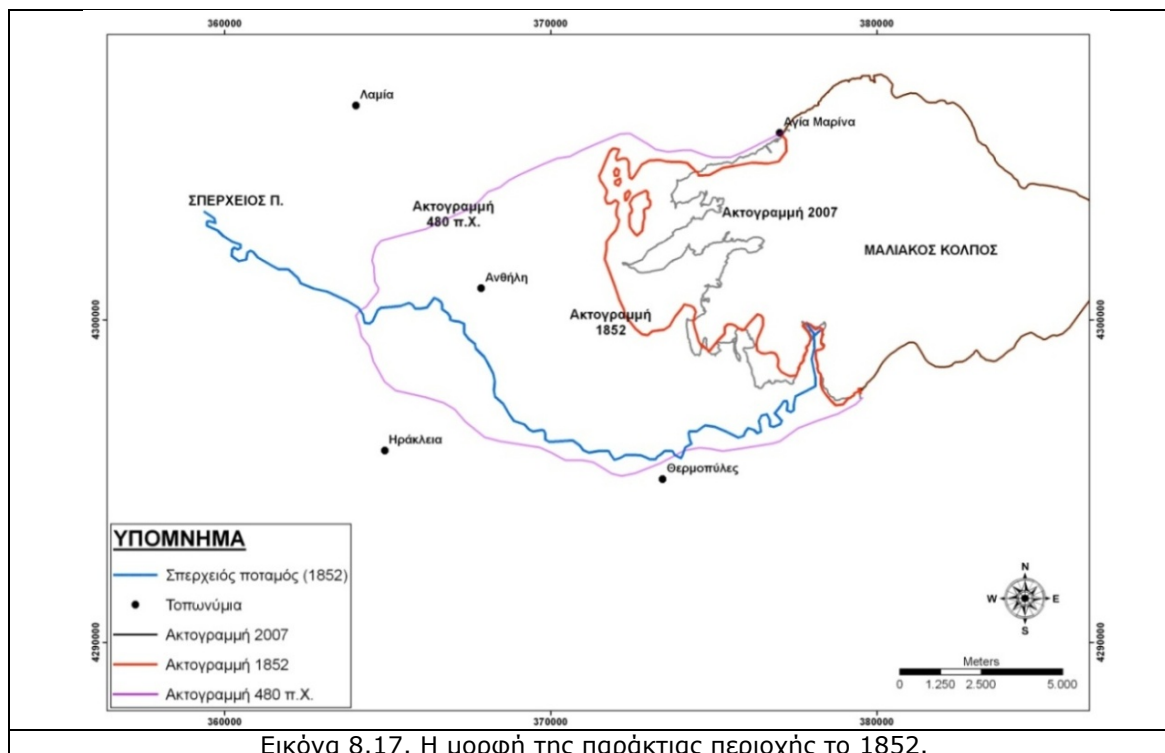 360000 370000 380000
Λαμία
Αγία Μαρίνα
ΣΠΕΡΧΕΙΟΣ Π.
Ακτογραμμή
480 π.Χ.
Ακτογραμμή 2007
ΜΑΛΙΑΚΟΣ ΚΟΛΠΟΣ
Ανθήλη
Ακτογραμμή
1852
4300000 4300000
Ηράκλεια
Θερμοπύλες
ΥΠΟΜΝΗΜΑ
Σπερχειός ποταμός (1852)
Τοπωνύμια
Ακτογραμμή 2007
Ακτογραμμή 1852
Ακτογραμμή 480 π.Χ.
N
W E
S
4290000 4290000
Meters
0 1.250 2.500 5.000
360000 370000 380000
Εικόνα 8.17. Η μορφή της παράκτιας περιοχής το 1852.